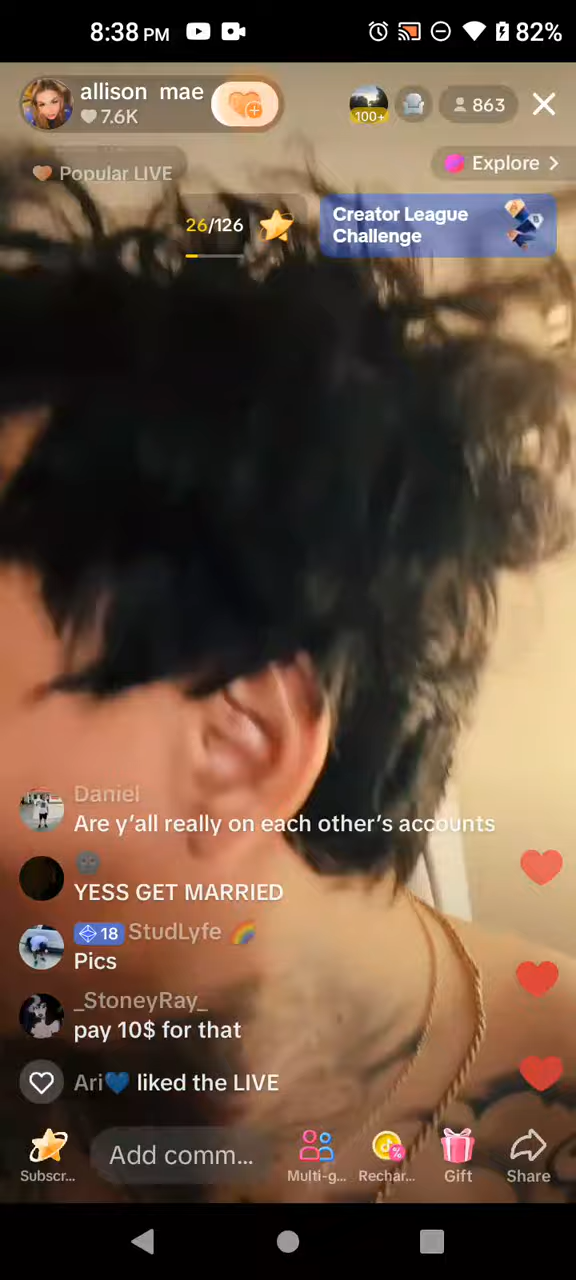 8:38 PM
82%
allison mae
7.6K
100+
863
Popular LIVE
Explore >
26/126
Creator League
Challenge
Daniel
Are y'all really on each other's accounts
YESS GET MARRIED
18 StudLyfe 🌈
Pics
_StoneyRay_
pay 10$ for that
Ari💙 liked the LIVE
Add comm...
Subscr...
Multi-g...
Rechar...
Gift
Share